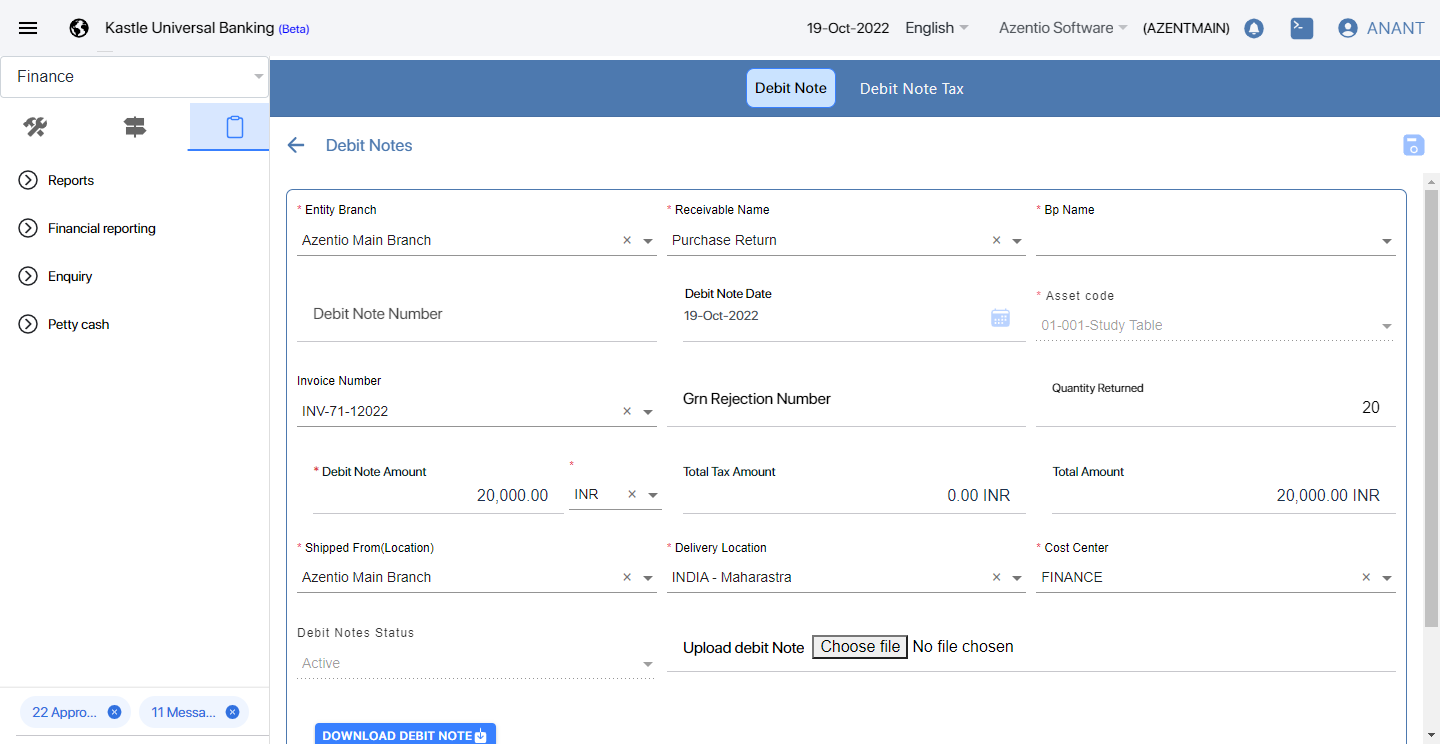 Kastle Universal Banking (Beta)
19-Oct-2022 English Azentio Software (AZENTMAIN) ANANT
Finance
Debit Note Debit Note Tax
Debit Notes
Reports
Financial reporting
Enquiry
Petty cash
* Entity Branch * Receivable Name * Bp Name
Azentio Main Branch × Purchase Return ×
Debit Note Number
Debit Note Date
19-Oct-2022
* Asset code
01-001-Study Table
Invoice Number
INV-71-12022 ×
Grn Rejection Number
Quantity Returned
20
* Debit Note Amount * Total Tax Amount Total Amount
20,000.00 INR × 0.00 INR 20,000.00 INR
* Shipped From(Location) * Delivery Location * Cost Center
Azentio Main Branch × INDIA - Maharastra × FINANCE ×
Debit Notes Status
Active
Upload debit Note Choose file No file chosen
22 Appro... 11 Messa...
DOWNLOAD DEBIT NOTE